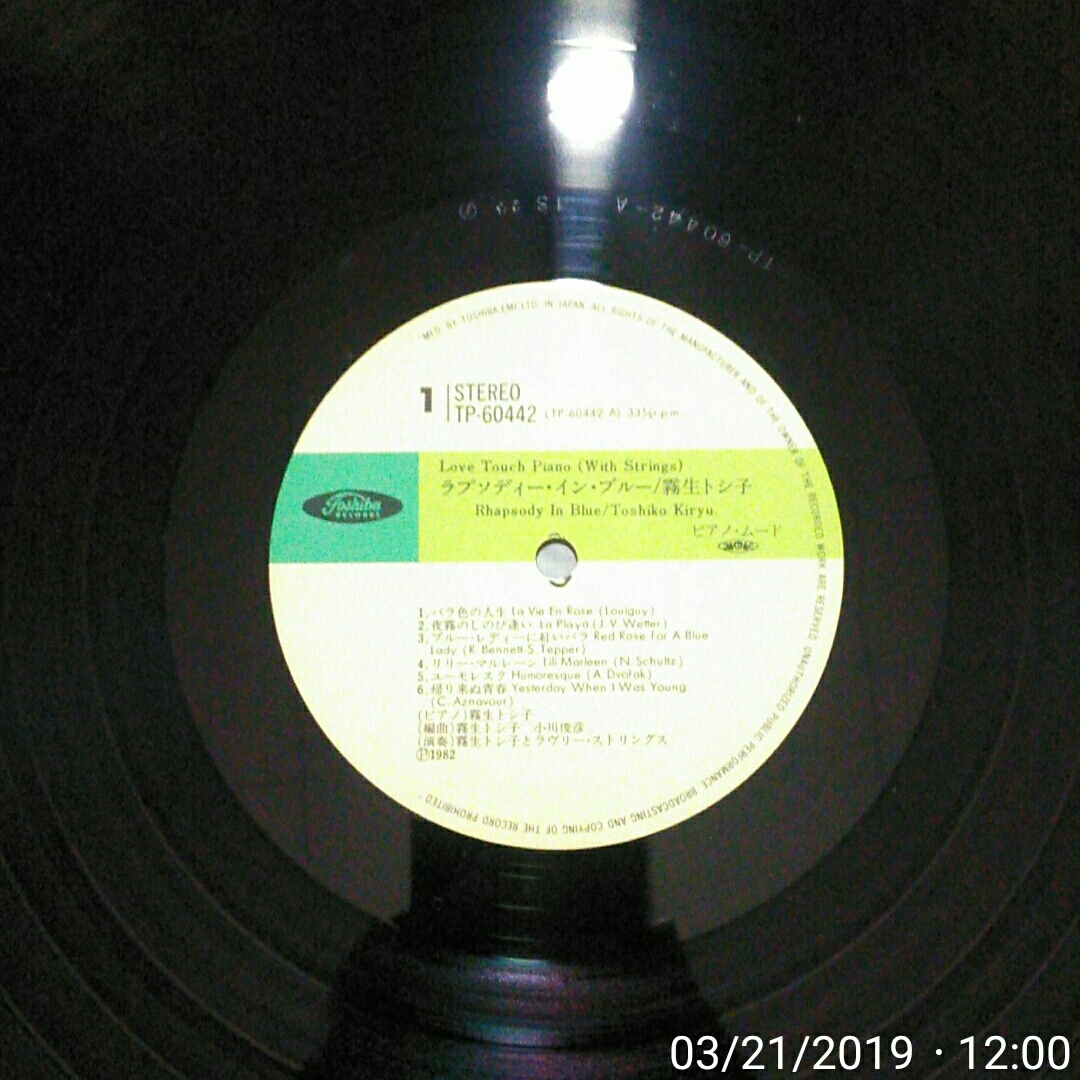 TP-60442-A 1S
"MFD. BY TOSHIBA EMI LTD. IN JAPAN. ALL RIGHTS OF THE MANUFACTURER AND OF THE OWNER OF THE RECORDED WORK ARE RESERVED. UNAUTHORIZED PUBLIC PERFORMANCE BROADCASTING AND COPYING OF THE RECORD PROHIBITED"
1 STEREO
TP-60442 (TP-60442-A) 33⅓r.p.m.
Love Touch Piano (With Strings)
ラプソディー・イン・ブルー/霧生トシ子
Rhapsody In Blue/Toshiko Kiryu
Toshiba
RECORDS
ピアノ・ムード
1. バラ色の人生 La Vie En Rose (Louiguy)
2. 夜霧のしのび逢い La Playa (J. V. Wetter)
3. ブルー・レディーに紅いバラ Red Rose For A Blue
Lady (R. Bennett. S. Tepper)
4. リリー・マルレーン Lili Marleen (N. Schultz)
5. ユーモレスク Humoresque (A. Dvořak)
6. 帰り来ぬ青春 Yesterday When I Was Young
(C. Aznavour)
(ピアノ) 霧生トシ子
(編曲) 霧生トシ子 小川俊彦
(演奏) 霧生トシ子とラヴリー・ストリングス
Ⓟ1982
03/21/2019 · 12:00